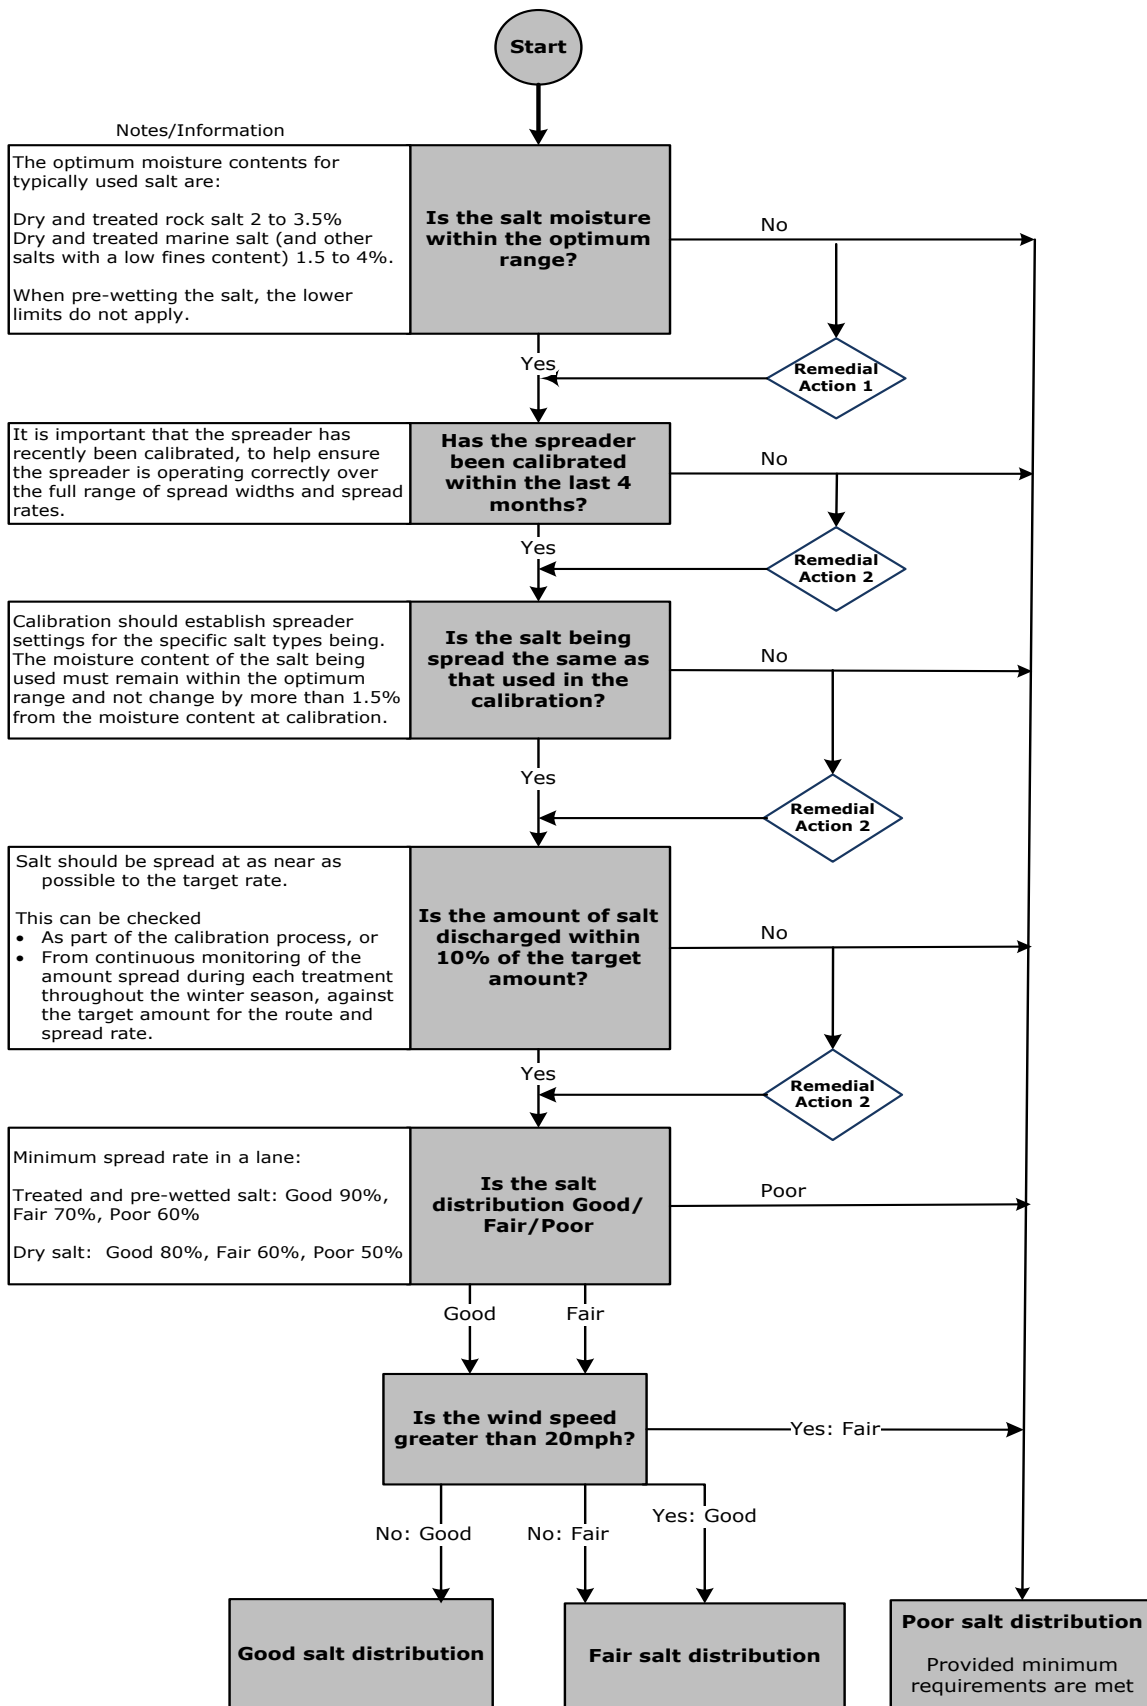 Start
Notes/Information
The optimum moisture contents for
typically used salt are:
Dry and treated rock salt 2 to 3.5%
Dry and treated marine salt (and other
salts with a low fines content) 1.5 to 4%.
When pre-wetting the salt, the lower
limits do not apply.
Is the salt moisture
within the optimum
range?
No
Yes
Remedial
Action 1
It is important that the spreader has
recently been calibrated, to help ensure
the spreader is operating correctly over
the full range of spread widths and spread
rates.
Has the spreader
been calibrated
within the last 4
months?
No
Yes
Remedial
Action 2
Calibration should establish spreader
settings for the specific salt types being.
The moisture content of the salt being
used must remain within the optimum
range and not change by more than 1.5%
from the moisture content at calibration.
Is the salt being
spread the same as
that used in the
calibration?
No
Yes
Remedial
Action 2
Salt should be spread at as near as
possible to the target rate.
This can be checked
• As part of the calibration process, or
• From continuous monitoring of the
amount spread during each treatment
throughout the winter season, against
the target amount for the route and
spread rate.
Is the amount of salt
discharged within
10% of the target
amount?
No
Yes
Remedial
Action 2
Minimum spread rate in a lane:
Treated and pre-wetted salt: Good 90%,
Fair 70%, Poor 60%
Dry salt: Good 80%, Fair 60%, Poor 50%
Is the salt
distribution Good/
Fair/Poor
Poor
Good
Fair
Is the wind speed
greater than 20mph?
Yes: Fair
No: Good
No: Fair
Yes: Good
Good salt distribution
Fair salt distribution
Poor salt distribution
Provided minimum
requirements are met